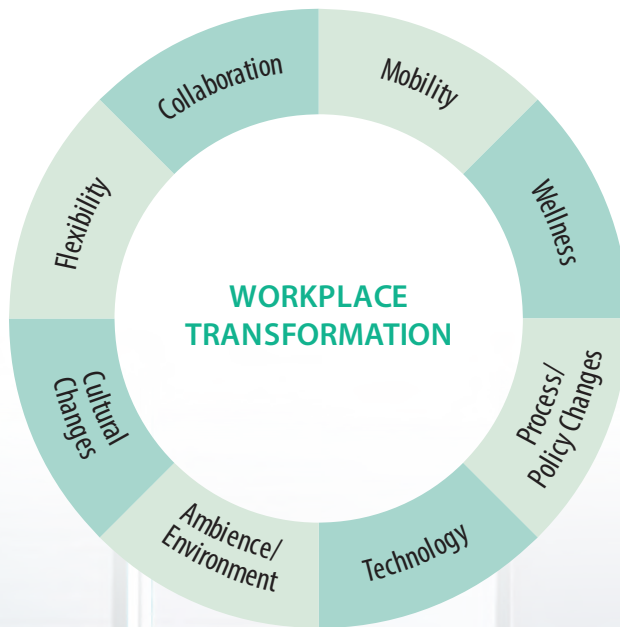 Collaboration
Mobility
Wellness
Process/
Policy Changes
Technology
Ambience/
Environment
Cultural
Changes
Flexibility
WORKPLACE
TRANSFORMATION